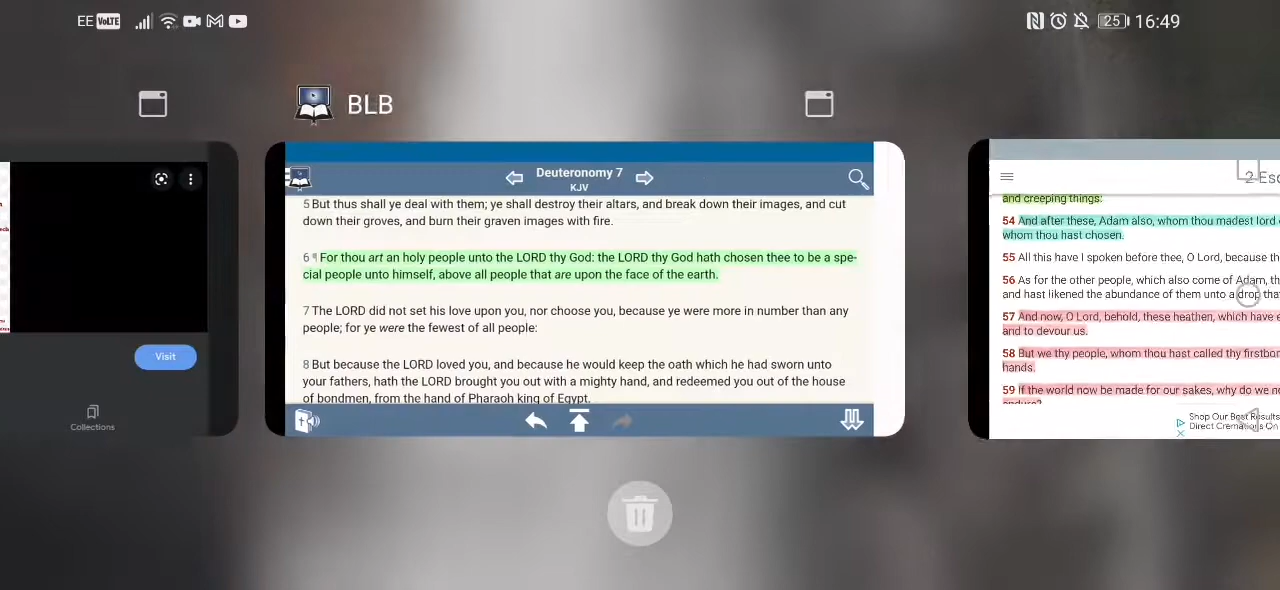 EE VoLTE
25 16:49
BLB
Deuteronomy 7
KJV
5 But thus shall ye deal with them; ye shall destroy their altars, and break down their images, and cut
down their groves, and burn their graven images with fire.
6 ¶ For thou art an holy people unto the LORD thy God: the LORD thy God hath chosen thee to be a spe-
cial people unto himself, above all people that are upon the face of the earth.
7 The LORD did not set his love upon you, nor choose you, because ye were more in number than any
people; for ye were the fewest of all people:
8 But because the LORD loved you, and because he would keep the oath which he had sworn unto
your fathers, hath the LORD brought you out with a mighty hand, and redeemed you out of the house
of bondmen, from the hand of Pharaoh king of Egypt.
Visit
Collections
2 Esd
and creeping things.
54 And after these, Adam also, whom thou madest lord
whom thou hast chosen.
55 All this have I spoken before thee, O Lord, because th
56 As for the other people, which also come of Adam, th
and hast likened the abundance of them unto a drop tha
57 And now, O Lord, behold, these heathen, which have e
and to devour us.
58 But we thy people, whom thou hast called thy firstbor
hands.
59 If the world now be made for our sakes, why do we no
endure?
Shop Our Best Results
Direct Cremations On